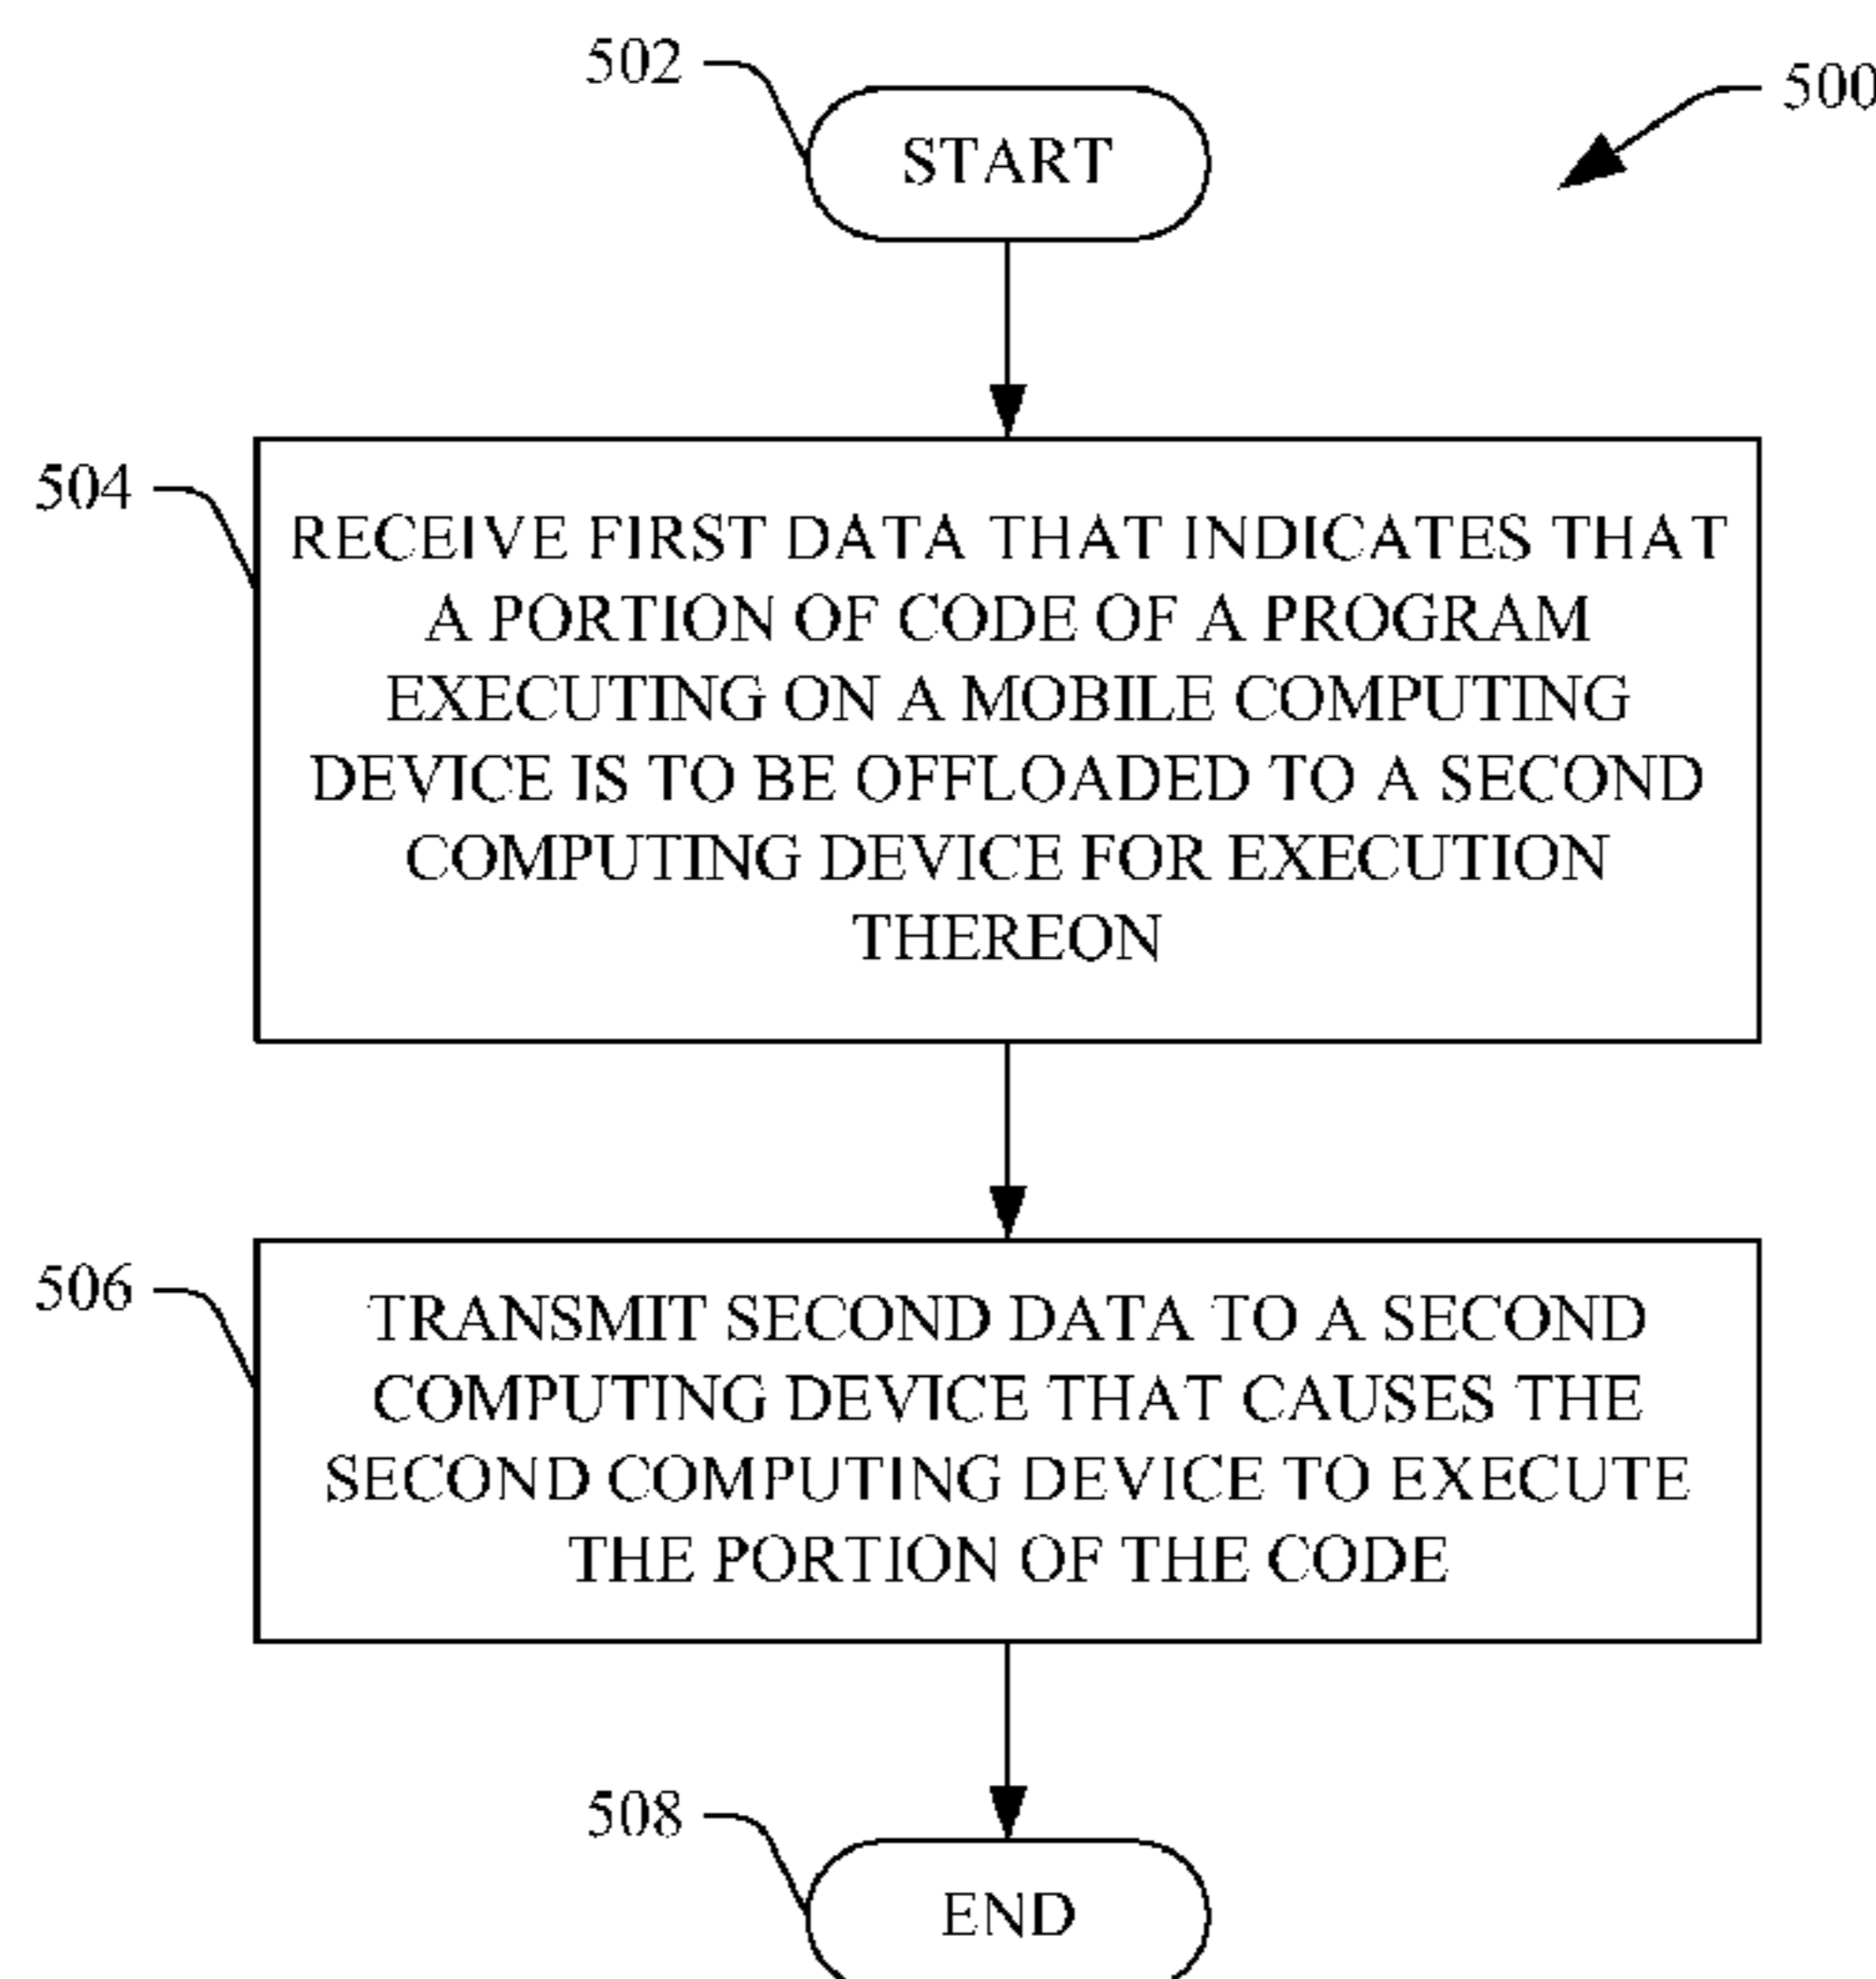 502
START
500
504
RECEIVE FIRST DATA THAT INDICATES THAT
A PORTION OF CODE OF A PROGRAM
EXECUTING ON A MOBILE COMPUTING
DEVICE IS TO BE OFFLOADED TO A SECOND
COMPUTING DEVICE FOR EXECUTION
THEREON
506
TRANSMIT SECOND DATA TO A SECOND
COMPUTING DEVICE THAT CAUSES THE
SECOND COMPUTING DEVICE TO EXECUTE
THE PORTION OF THE CODE
508
END